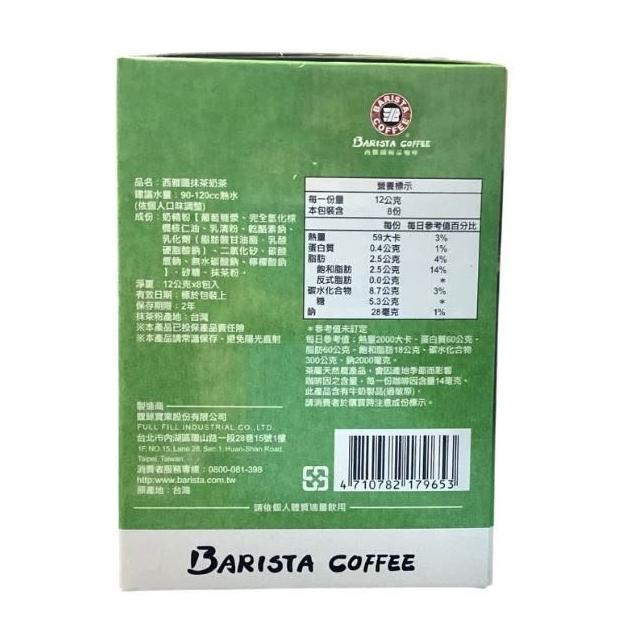 BARISTA COFFEE
BARISTA COFFEE
西雅圖極品咖啡
品名：西雅圖抹茶奶茶
建議水量：90-120cc熱水
(依個人口味調整)
成份：奶精粉【葡萄糖漿、完全氫化棕
櫚核仁油、乳清粉、乾酪素鈉、
乳化劑（脂肪酸甘油酯、乳酸
硬脂酸鈉）、二氧化矽、磷酸
氫鈉、無水碳酸鈉、檸檬酸鈉
】、砂糖、抹茶粉。
淨重：12公克x8包入
有效日期：標於包裝上
保存期限：2年
抹茶粉產地：台灣
※本產品已投保產品責任險
※本產品請常溫保存、避免陽光直射
營養標示
每一份量 12公克
本包裝含 8份
每份 每日參考值百分比
熱量 59大卡 3%
蛋白質 0.4公克 1%
脂肪 2.5公克 4%
飽和脂肪 2.5公克 14%
反式脂肪 0.0公克 *
碳水化合物 8.7公克 3%
糖 5.3公克 *
鈉 28毫克 1%
*參考值未訂定
每日參考值：熱量2000大卡、蛋白質60公克、
脂肪60公克、飽和脂肪18公克、碳水化合物
300公克、鈉2000毫克。
茶屬天然農產品，會因產地季節而影響
咖啡因之含量，每一份咖啡因含量14毫克。
此產品含有牛奶製品(過敏原)。
請消費者於購買時注意成份標示。
製造商
馥餘實業股份有限公司
FULL FILL INDUSTRIAL CO.,LTD.
台北市內湖區環山路一段28巷15號1樓
1F, NO.15, Lane 28, Sec.1, Huan-Shan Road,
Taipei, Taiwan.
消費者服務專線：0800-081-398
http:www.barista.com.tw
原產地：台灣
4 710782 179653
請依個人體質適量飲用
BARISTA COFFEE